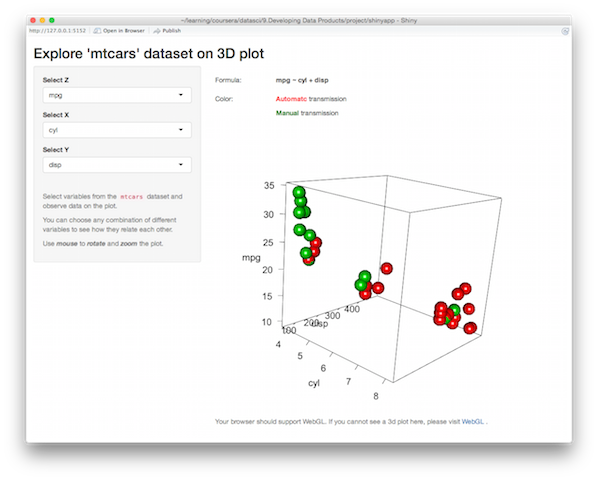 ~/learning/coursera/datasci/9.Developing Data Products/project/shinyapp - Shiny
http://127.0.0.1:5152 Open in Browser Publish
Explore 'mtcars' dataset on 3D plot
Select Z
mpg
Select X
cyl
Select Y
disp
Select variables from the mtcars dataset and
observe data on the plot.
You can choose any combination of different
variables to see how they relate each other.
Use mouse to rotate and zoom the plot.
Formula: mpg ~ cyl + disp
Color: Automatc transmission
Manual transmission
35
30
25
20
15
10
mpg
100 200 300 400
disp
4 5 6 7 8
cyl
Your browser should support WebGL. If you cannot see a 3d plot here, please visit WebGL .